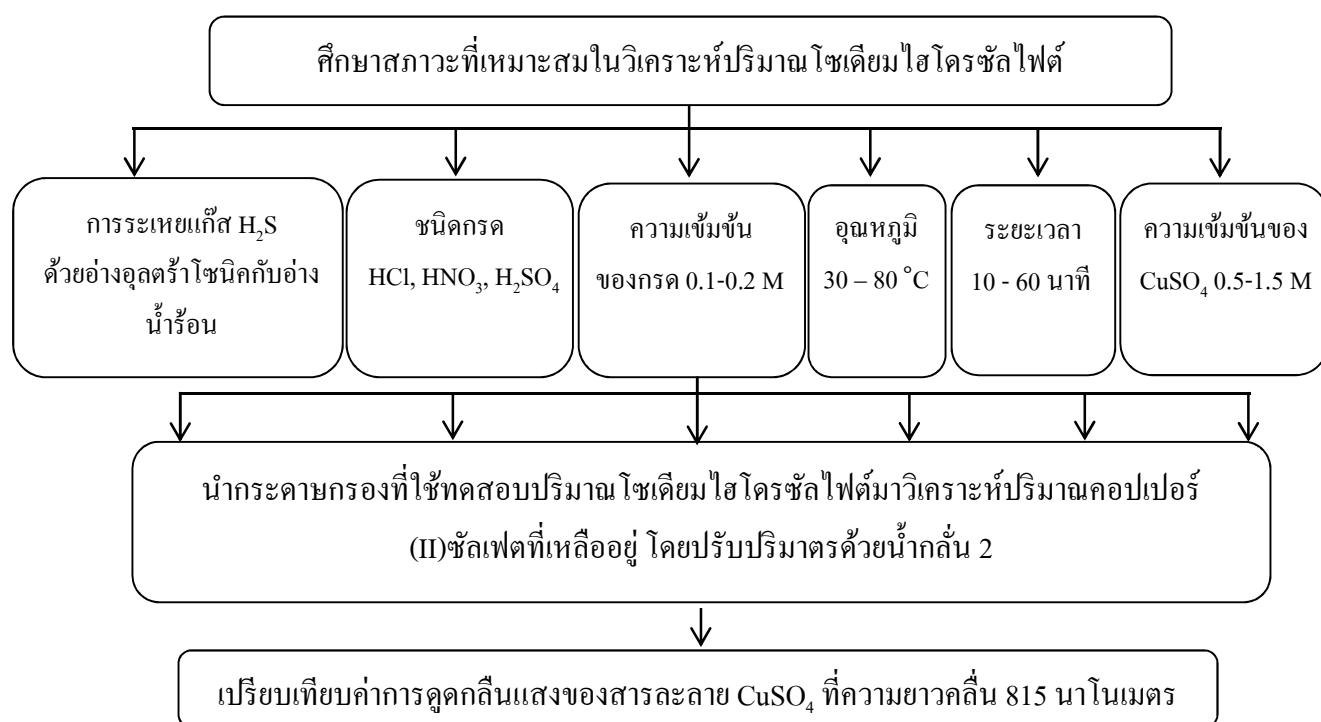 ศึกษาสภาวะที่เหมาะสมในวิเคราะห์ปริมาณโซเดียมไฮโดรซัลไฟต์
การระเหยแก๊ส H₂S
ด้วยอ่างอุลตร้าโซนิคกับอ่าง
น้ำร้อน
ชนิดกรด
HCl, HNO₃, H₂SO₄
ความเข้มข้น
ของกรด 0.1-0.2 M
อุณหภูมิ
30 – 80 °C
ระยะเวลา
10 - 60 นาที
ความเข้มข้นของ
CuSO₄ 0.5-1.5 M
นำกระดาษกรองที่ใช้ทดสอบปริมาณโซเดียมไฮโดรซัลไฟต์มาวิเคราะห์ปริมาณคอปเปอร์
(II)ซัลเฟตที่เหลืออยู่ โดยปรับปริมาตรด้วยน้ำกลั่น 2
เปรียบเทียบค่าการดูดกลืนแสงของสารละลาย CuSO₄ ที่ความยาวคลื่น 815 นาโนเมตร